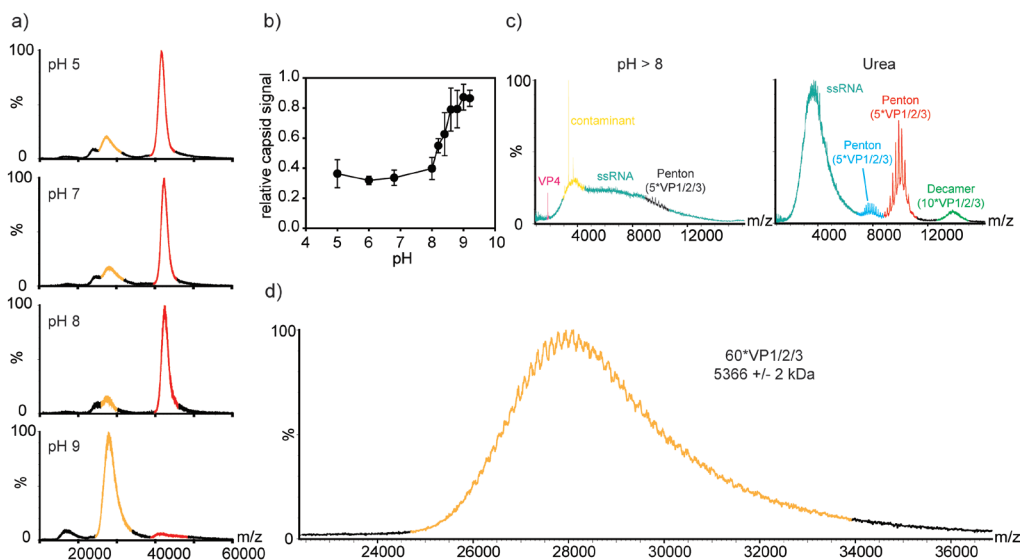 a)
100
pH 5
%
0
100
pH 7
%
0
100
pH 8
%
0
100
pH 9
%
0
20000 40000 60000
m/z
b)
relative capsid signal
1.0
0.8
0.6
0.4
0.2
0.0
4 5 6 7 8 9 10
pH
c)
pH > 8
100
%
0
contaminant
VP4
ssRNA
Penton
(5*VP1/2/3)
m/z
4000 8000 12000
Urea
ssRNA
Penton
(5*VP1/2/3)
Penton
(5*VP1/2/3)
Decamer
(10*VP1/2/3)
m/z
4000 8000 12000
d)
100
%
0
60*VP1/2/3
5366 +/- 2 kDa
24000 26000 28000 30000 32000 34000 36000
m/z